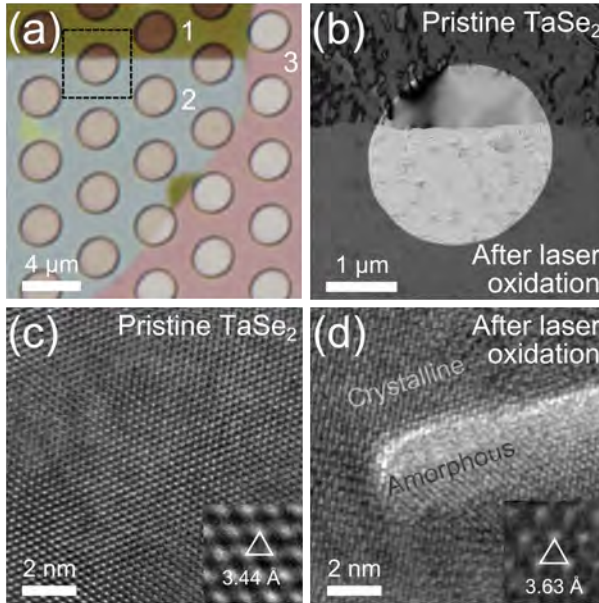 (a)
1
2
3
4 µm
(b)
Pristine TaSe₂
After laser
oxidation
1 µm
(c)
Pristine TaSe₂
3.44 Å
2 nm
(d)
After laser
oxidation
Crystalline
Amorphous
3.63 Å
2 nm